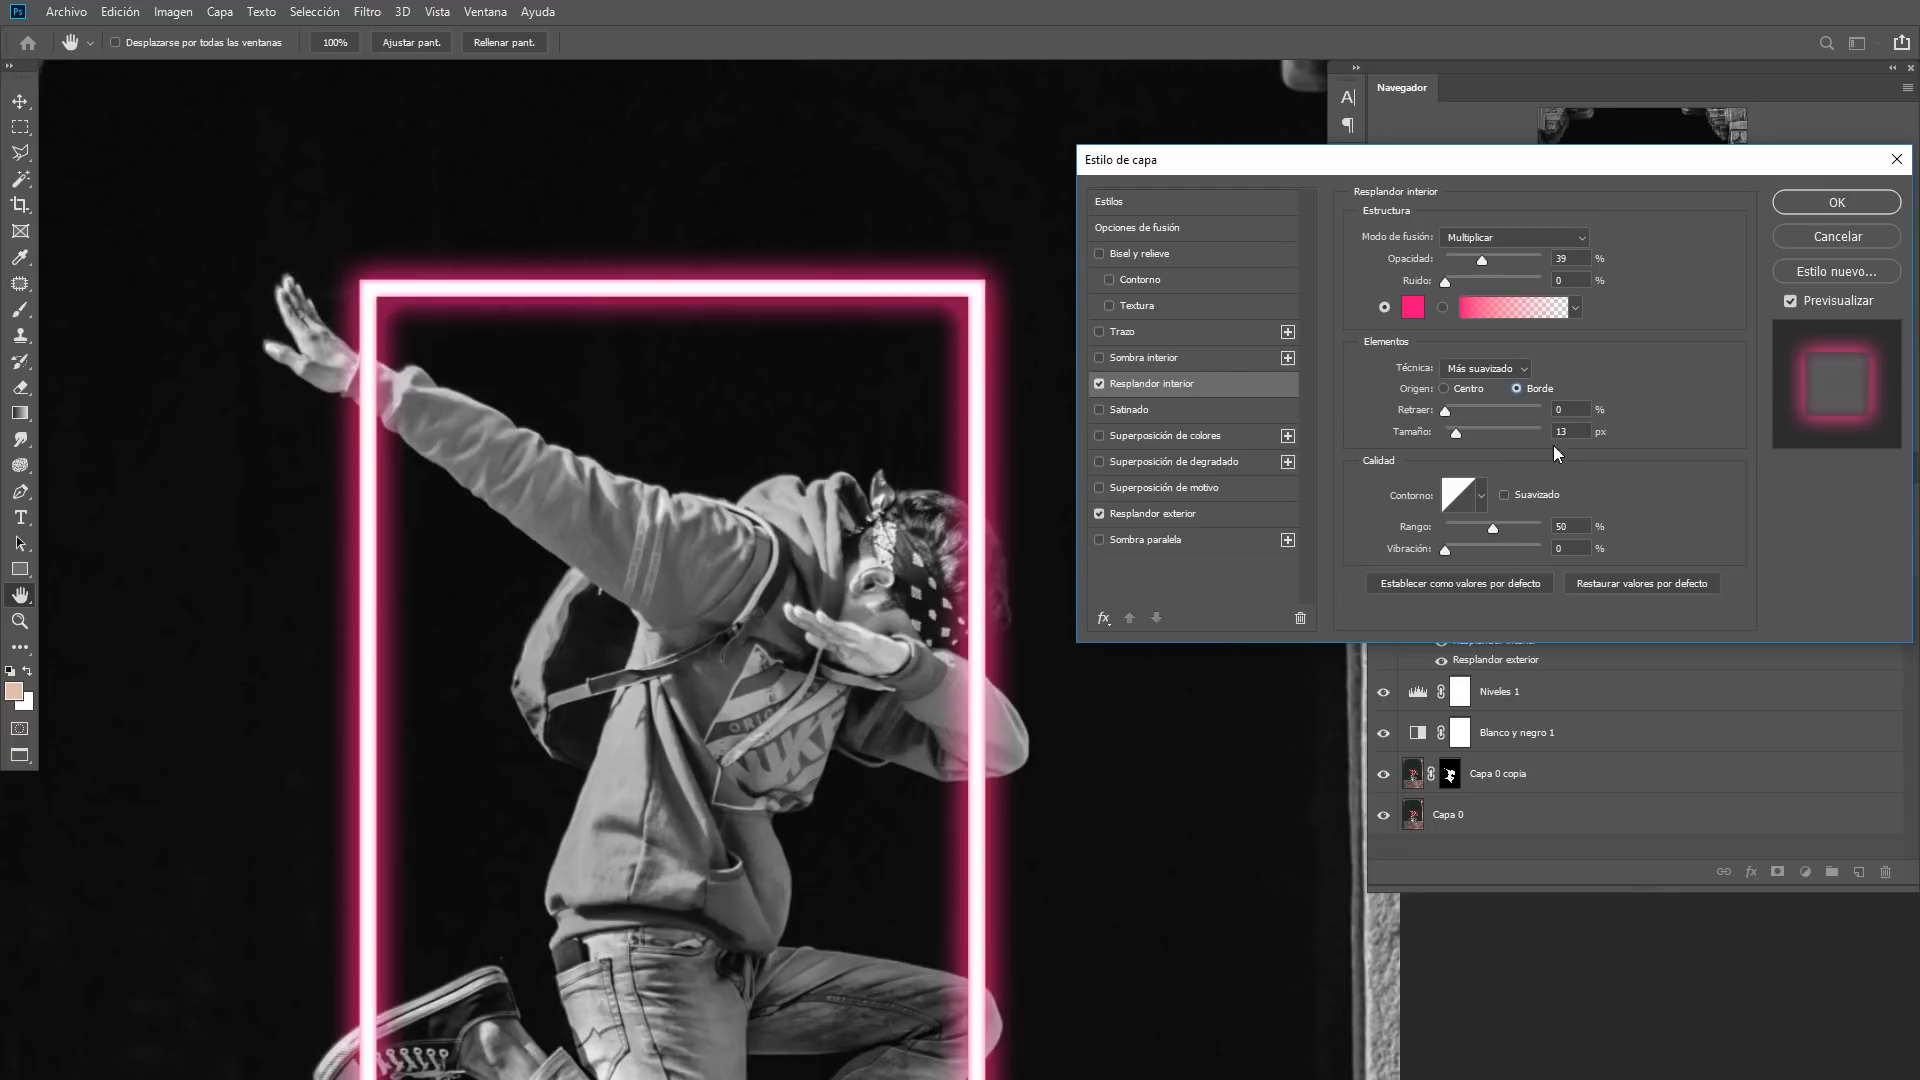 Ps Archivo Edición Imagen Capa Texto Selección Filtro 3D Vista Ventana Ayuda
Desplazarse por todas las ventanas 100% Ajustar pant. Rellenar pant.
Navegador
Estilo de capa
Estilos
Opciones de fusión
Bisel y relieve
Contorno
Textura
Trazo
Sombra interior
Resplandor interior
Satinado
Superposición de colores
Superposición de degradado
Superposición de motivo
Resplandor exterior
Sombra paralela
fx
Resplandor interior
Estructura
Modo de fusión: Multiplicar
Opacidad: 39 %
Ruido: 0 %
Elementos
Técnica: Más suavizado
Origen: Centro Borde
Retraer: 0 %
Tamaño: 13 px
Calidad
Contorno: Suavizado
Rango: 50 %
Vibración: 0 %
Establecer como valores por defecto Restaurar valores por defecto
OK
Cancelar
Estilo nuevo...
Previsualizar
Resplandor exterior
Niveles 1
Blanco y negro 1
Capa 0 copia
Capa 0
fx